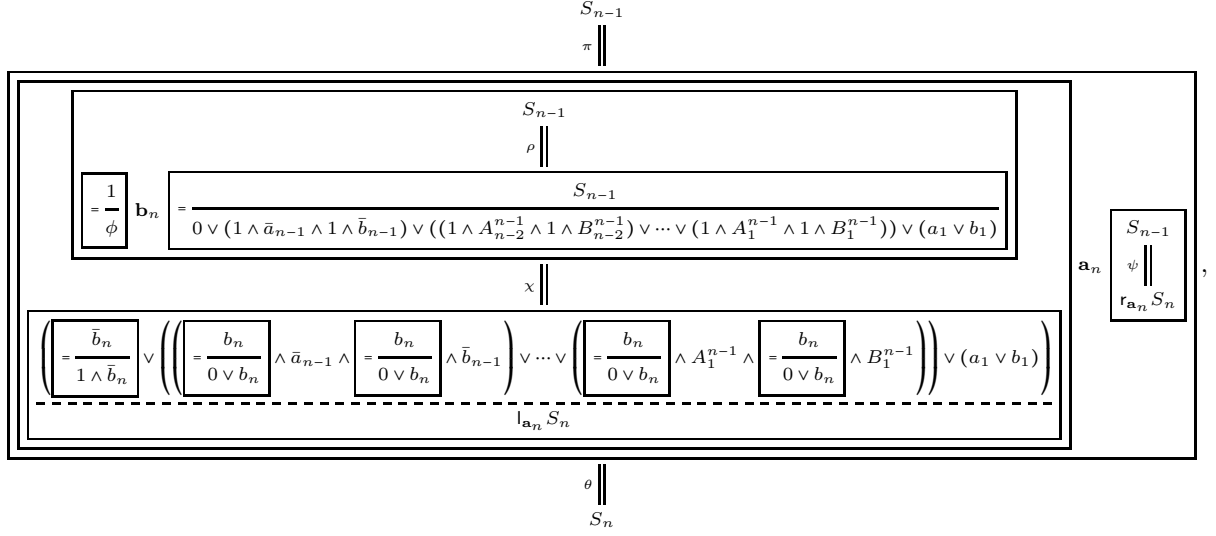 S_{n-1}
π
S_{n-1}
ρ
= 1 / φ  𝐛_n  = S_{n-1} / 0 ∨ (1 ∧ ā_{n-1} ∧ 1 ∧ b̄_{n-1}) ∨ ((1 ∧ A^{n-1}_{n-2} ∧ 1 ∧ B^{n-1}_{n-2}) ∨ ⋯ ∨ (1 ∧ A^{n-1}_1 ∧ 1 ∧ B^{n-1}_1)) ∨ (a_1 ∨ b_1)
χ
( = b̄_n / 1 ∧ b̄_n ∨ (( ( = b_n / 0 ∨ b_n ∧ ā_{n-1} ∧ = b_n / 0 ∨ b_n ∧ b̄_{n-1} ) ∨ ⋯ ∨ ( = b_n / 0 ∨ b_n ∧ A^{n-1}_1 ∧ = b_n / 0 ∨ b_n ∧ B^{n-1}_1 ) )) ∨ (a_1 ∨ b_1) )
l_{𝐚_n} S_n
𝐚_n
S_{n-1}
ψ
r_{𝐚_n} S_n
,
θ
S_n